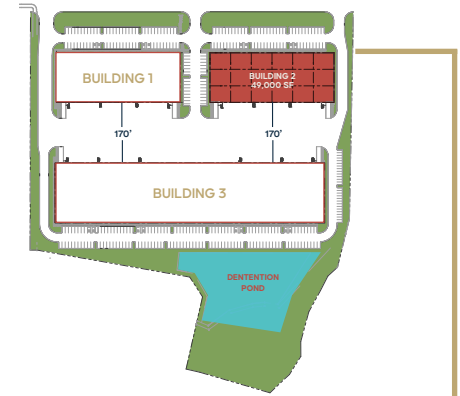 BUILDING 1
BUILDING 2
49,000 SF
170'
170'
BUILDING 3
DENTENTION
POND